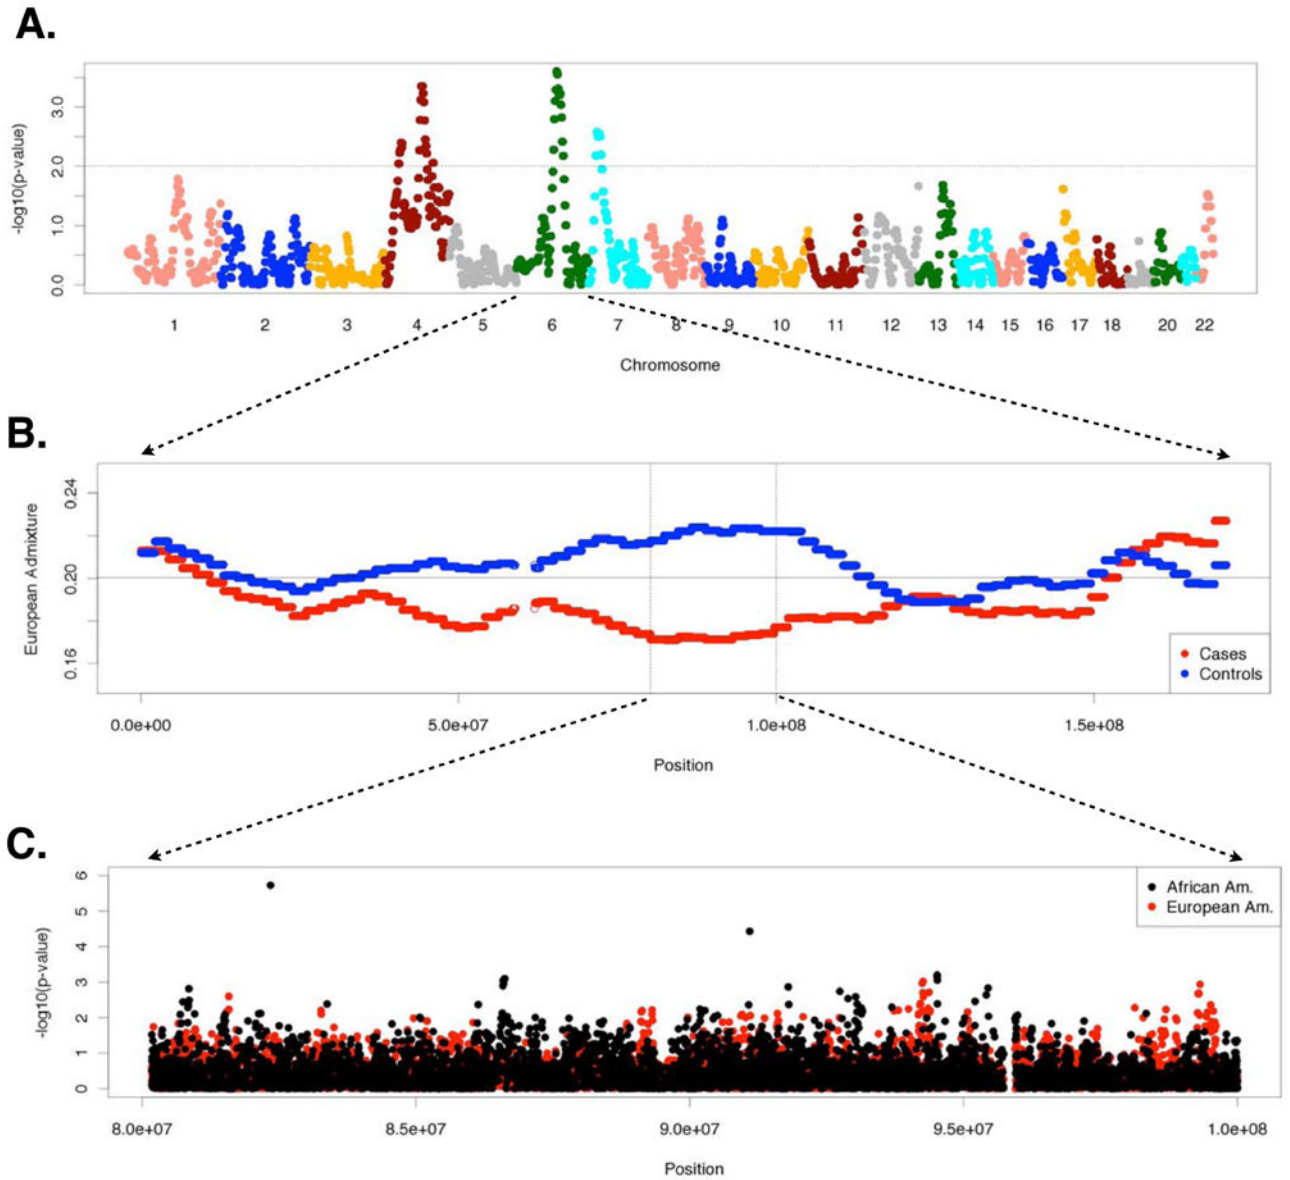 A.
-log10(p-value)
3.0
2.0
1.0
0.0
1 2 3 4 5 6 7 8 9 10 11 12 13 14 15 16 17 18 20 22
Chromosome
B.
European Admixture
0.24
0.20
0.16
Cases
Controls
0.0e+00 5.0e+07 1.0e+08 1.5e+08
Position
C.
-log10(p-value)
6
5
4
3
2
1
0
African Am.
European Am.
8.0e+07 8.5e+07 9.0e+07 9.5e+07 1.0e+08
Position